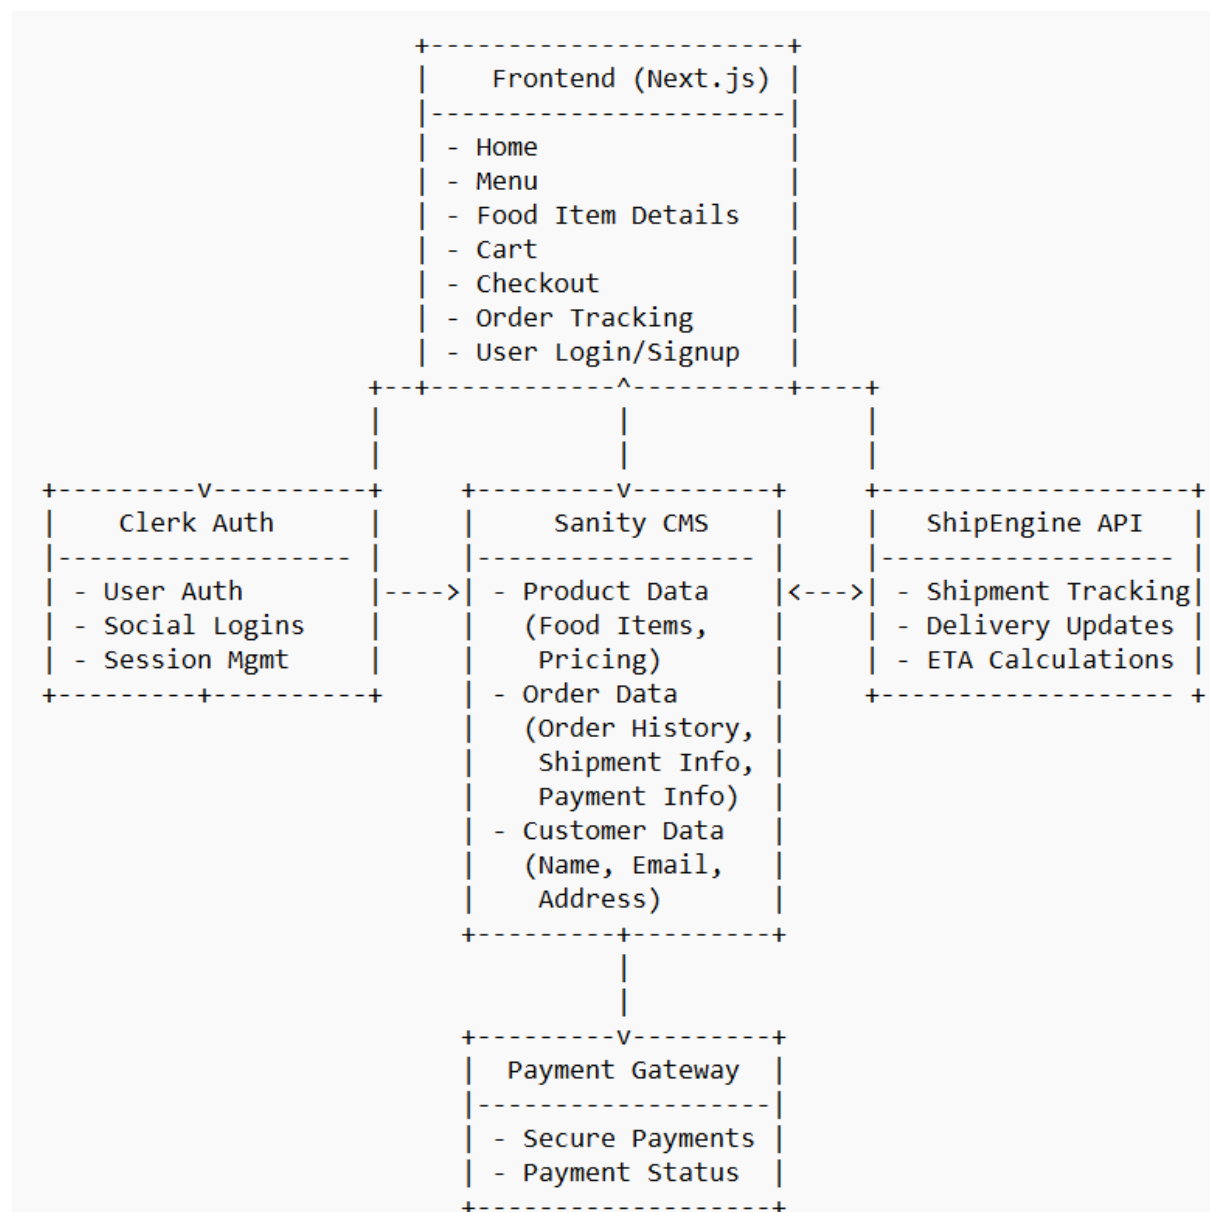 +-----------------------+
|    Frontend (Next.js) |
|-----------------------|
| - Home                |
| - Menu                |
| - Food Item Details   |
| - Cart                |
| - Checkout            |
| - Order Tracking      |
| - User Login/Signup   |
+--+------------^----------+----+
|               |               |
|               |               |
+---------v----------+     +---------v---------+     +--------------------+
|    Clerk Auth      |     |     Sanity CMS    |     |   ShipEngine API   |
|------------------- |     |------------------ |     |------------------- |
| - User Auth        |---->| - Product Data    |<--->| - Shipment Tracking|
| - Social Logins    |     |   (Food Items,    |     | - Delivery Updates |
| - Session Mgmt     |     |    Pricing)       |     | - ETA Calculations |
+---------+----------+     | - Order Data      |     +------------------- +
|   (Order History, |
|    Shipment Info, |
|    Payment Info)  |
| - Customer Data   |
|   (Name, Email,   |
|    Address)       |
+---------+---------+
|
|
+---------v---------+
|  Payment Gateway  |
|-------------------|
| - Secure Payments |
| - Payment Status  |
+-------------------+